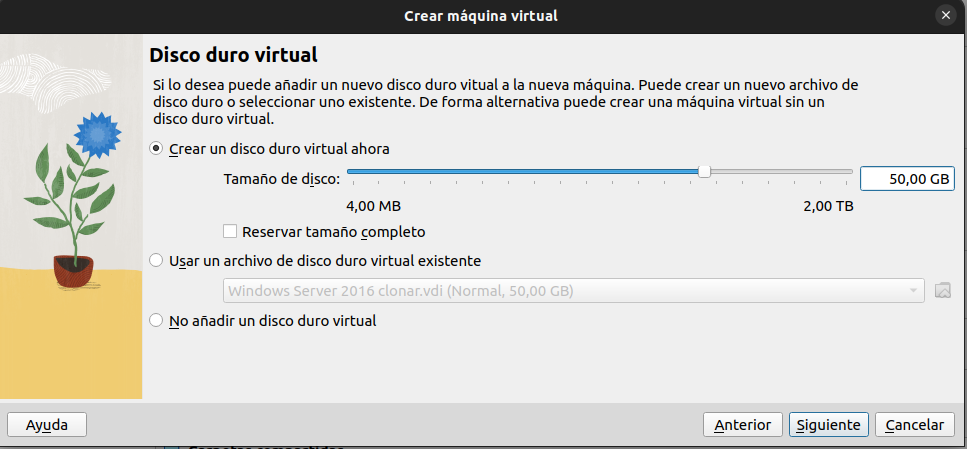 Crear máquina virtual
Disco duro virtual
Si lo desea puede añadir un nuevo disco duro vitual a la nueva máquina. Puede crear un nuevo archivo de
disco duro o seleccionar uno existente. De forma alternativa puede crear una máquina virtual sin un
disco duro virtual.
Crear un disco duro virtual ahora
Tamaño de disco:
50,00 GB
4,00 MB
2,00 TB
Reservar tamaño completo
Usar un archivo de disco duro virtual existente
Windows Server 2016 clonar.vdi (Normal, 50,00 GB)
No añadir un disco duro virtual
Ayuda
Anterior
Siguiente
Cancelar